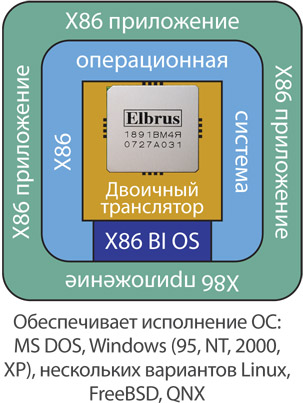 X86 приложение
X86 приложение
X86 приложение
X86 приложение
операционная
X86
система
Elbrus
1891ВМ4Я
0727A031
Двоичный
транслятор
X86 BI OS
Обеспечивает исполнение ОС:
MS DOS, Windows (95, NT, 2000,
XP), нескольких вариантов Linux,
FreeBSD, QNX